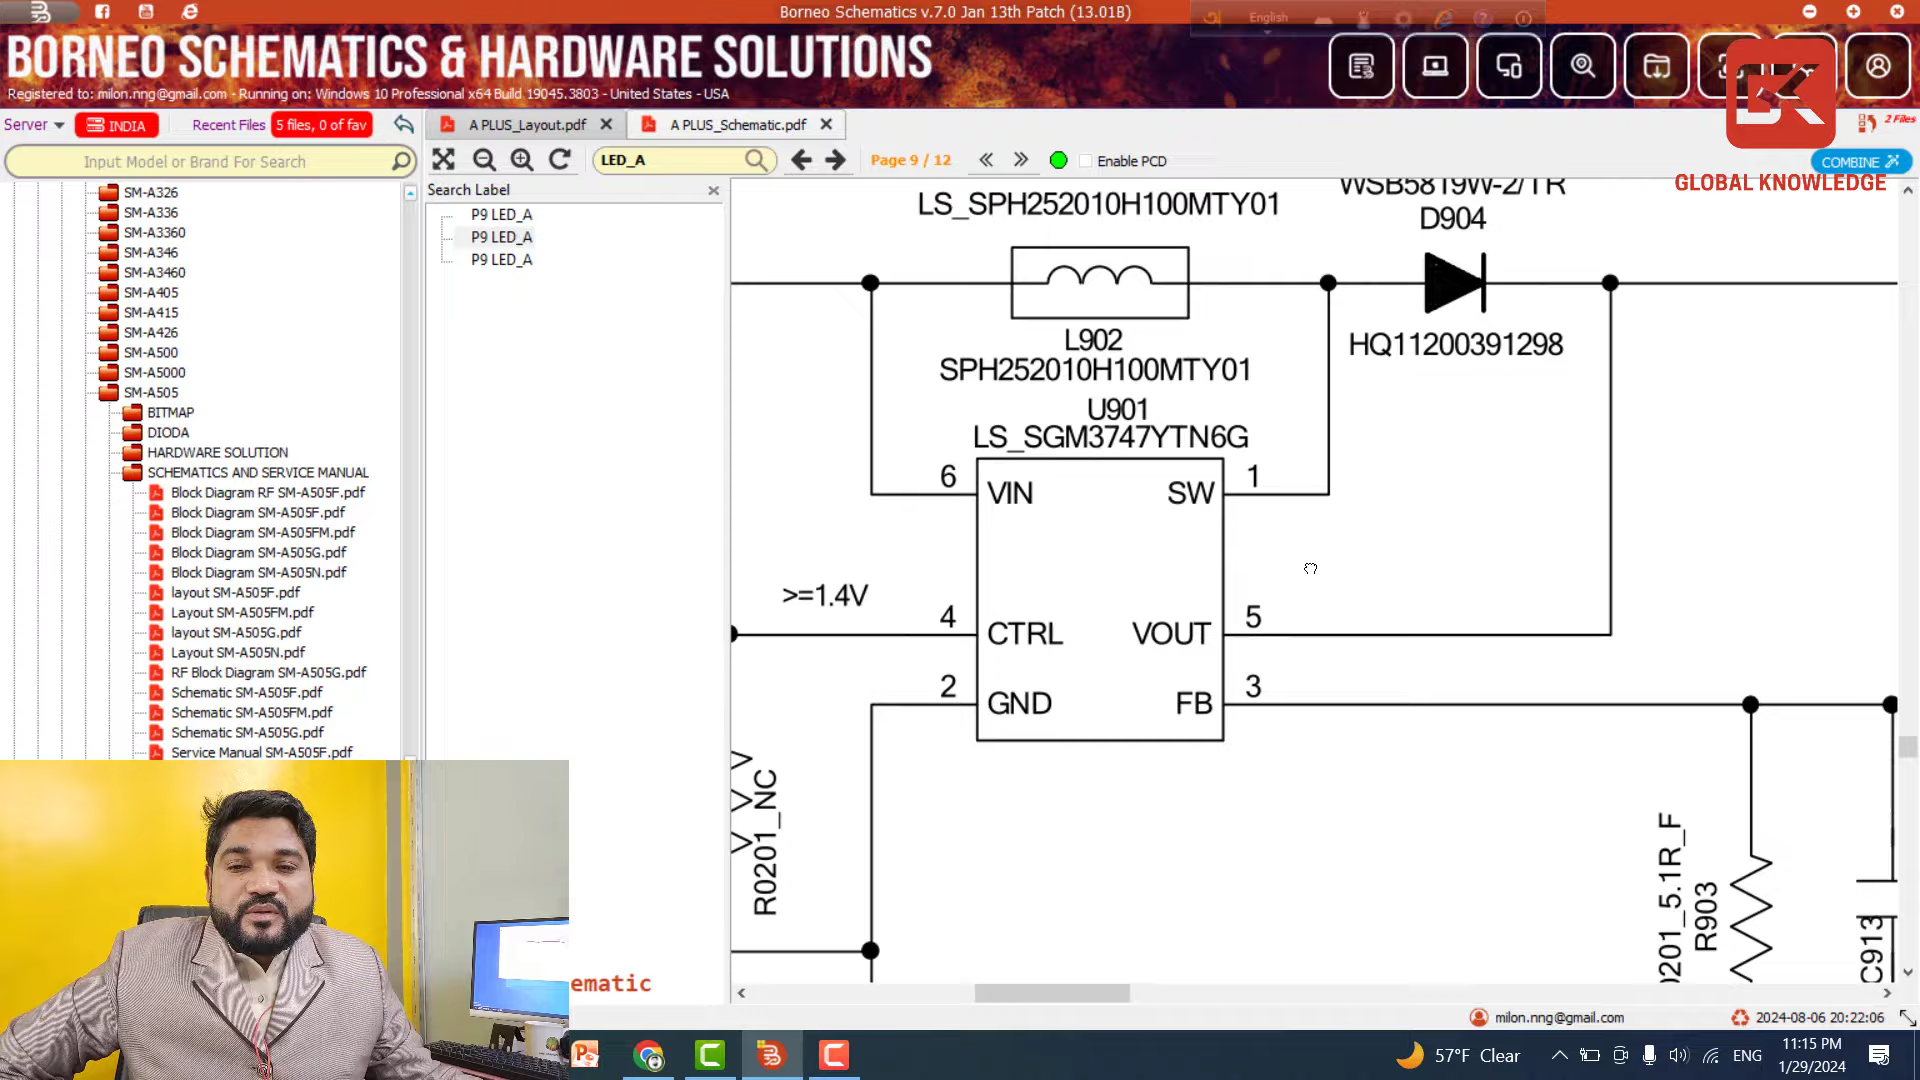 Borneo Schematics v.7.0 Jan 13th Patch (13.01B)
English
BORNEO SCHEMATICS & HARDWARE SOLUTIONS
Registered to: milon.nng@gmail.com - Running on: Windows 10 Professional x64 Build 19045.3803 - United States - USA
GLOBAL KNOWLEDGE
Server
INDIA
Recent Files
5 files, 0 of fav
A PLUS_Layout.pdf
A PLUS_Schematic.pdf
2 Files
Input Model or Brand For Search
LED_A
Page 9 / 12
Enable PCD
COMBINE
Search Label
P9 LED_A
P9 LED_A
P9 LED_A
SM-A326
SM-A336
SM-A3360
SM-A346
SM-A3460
SM-A405
SM-A415
SM-A426
SM-A500
SM-A5000
SM-A505
BITMAP
DIODA
HARDWARE SOLUTION
SCHEMATICS AND SERVICE MANUAL
Block Diagram RF SM-A505F.pdf
Block Diagram SM-A505F.pdf
Block Diagram SM-A505FM.pdf
Block Diagram SM-A505G.pdf
Block Diagram SM-A505N.pdf
layout SM-A505F.pdf
Layout SM-A505FM.pdf
layout SM-A505G.pdf
Layout SM-A505N.pdf
RF Block Diagram SM-A505G.pdf
Schematic SM-A505F.pdf
Schematic SM-A505FM.pdf
Schematic SM-A505G.pdf
Service Manual SM-A505F.pdf
LS_SPH252010H100MTY01
WSB5819W-2/TR
D904
L902
SPH252010H100MTY01
HQ11200391298
U901
LS_SGM3747YTN6G
6 VIN
SW 1
>=1.4V
4 CTRL
VOUT 5
2 GND
FB 3
R0201_NC
0201_5.1R_F
R903
C913
ematic
milon.nng@gmail.com
2024-08-06 20:22:06
57°F Clear
ENG
11:15 PM
1/29/2024